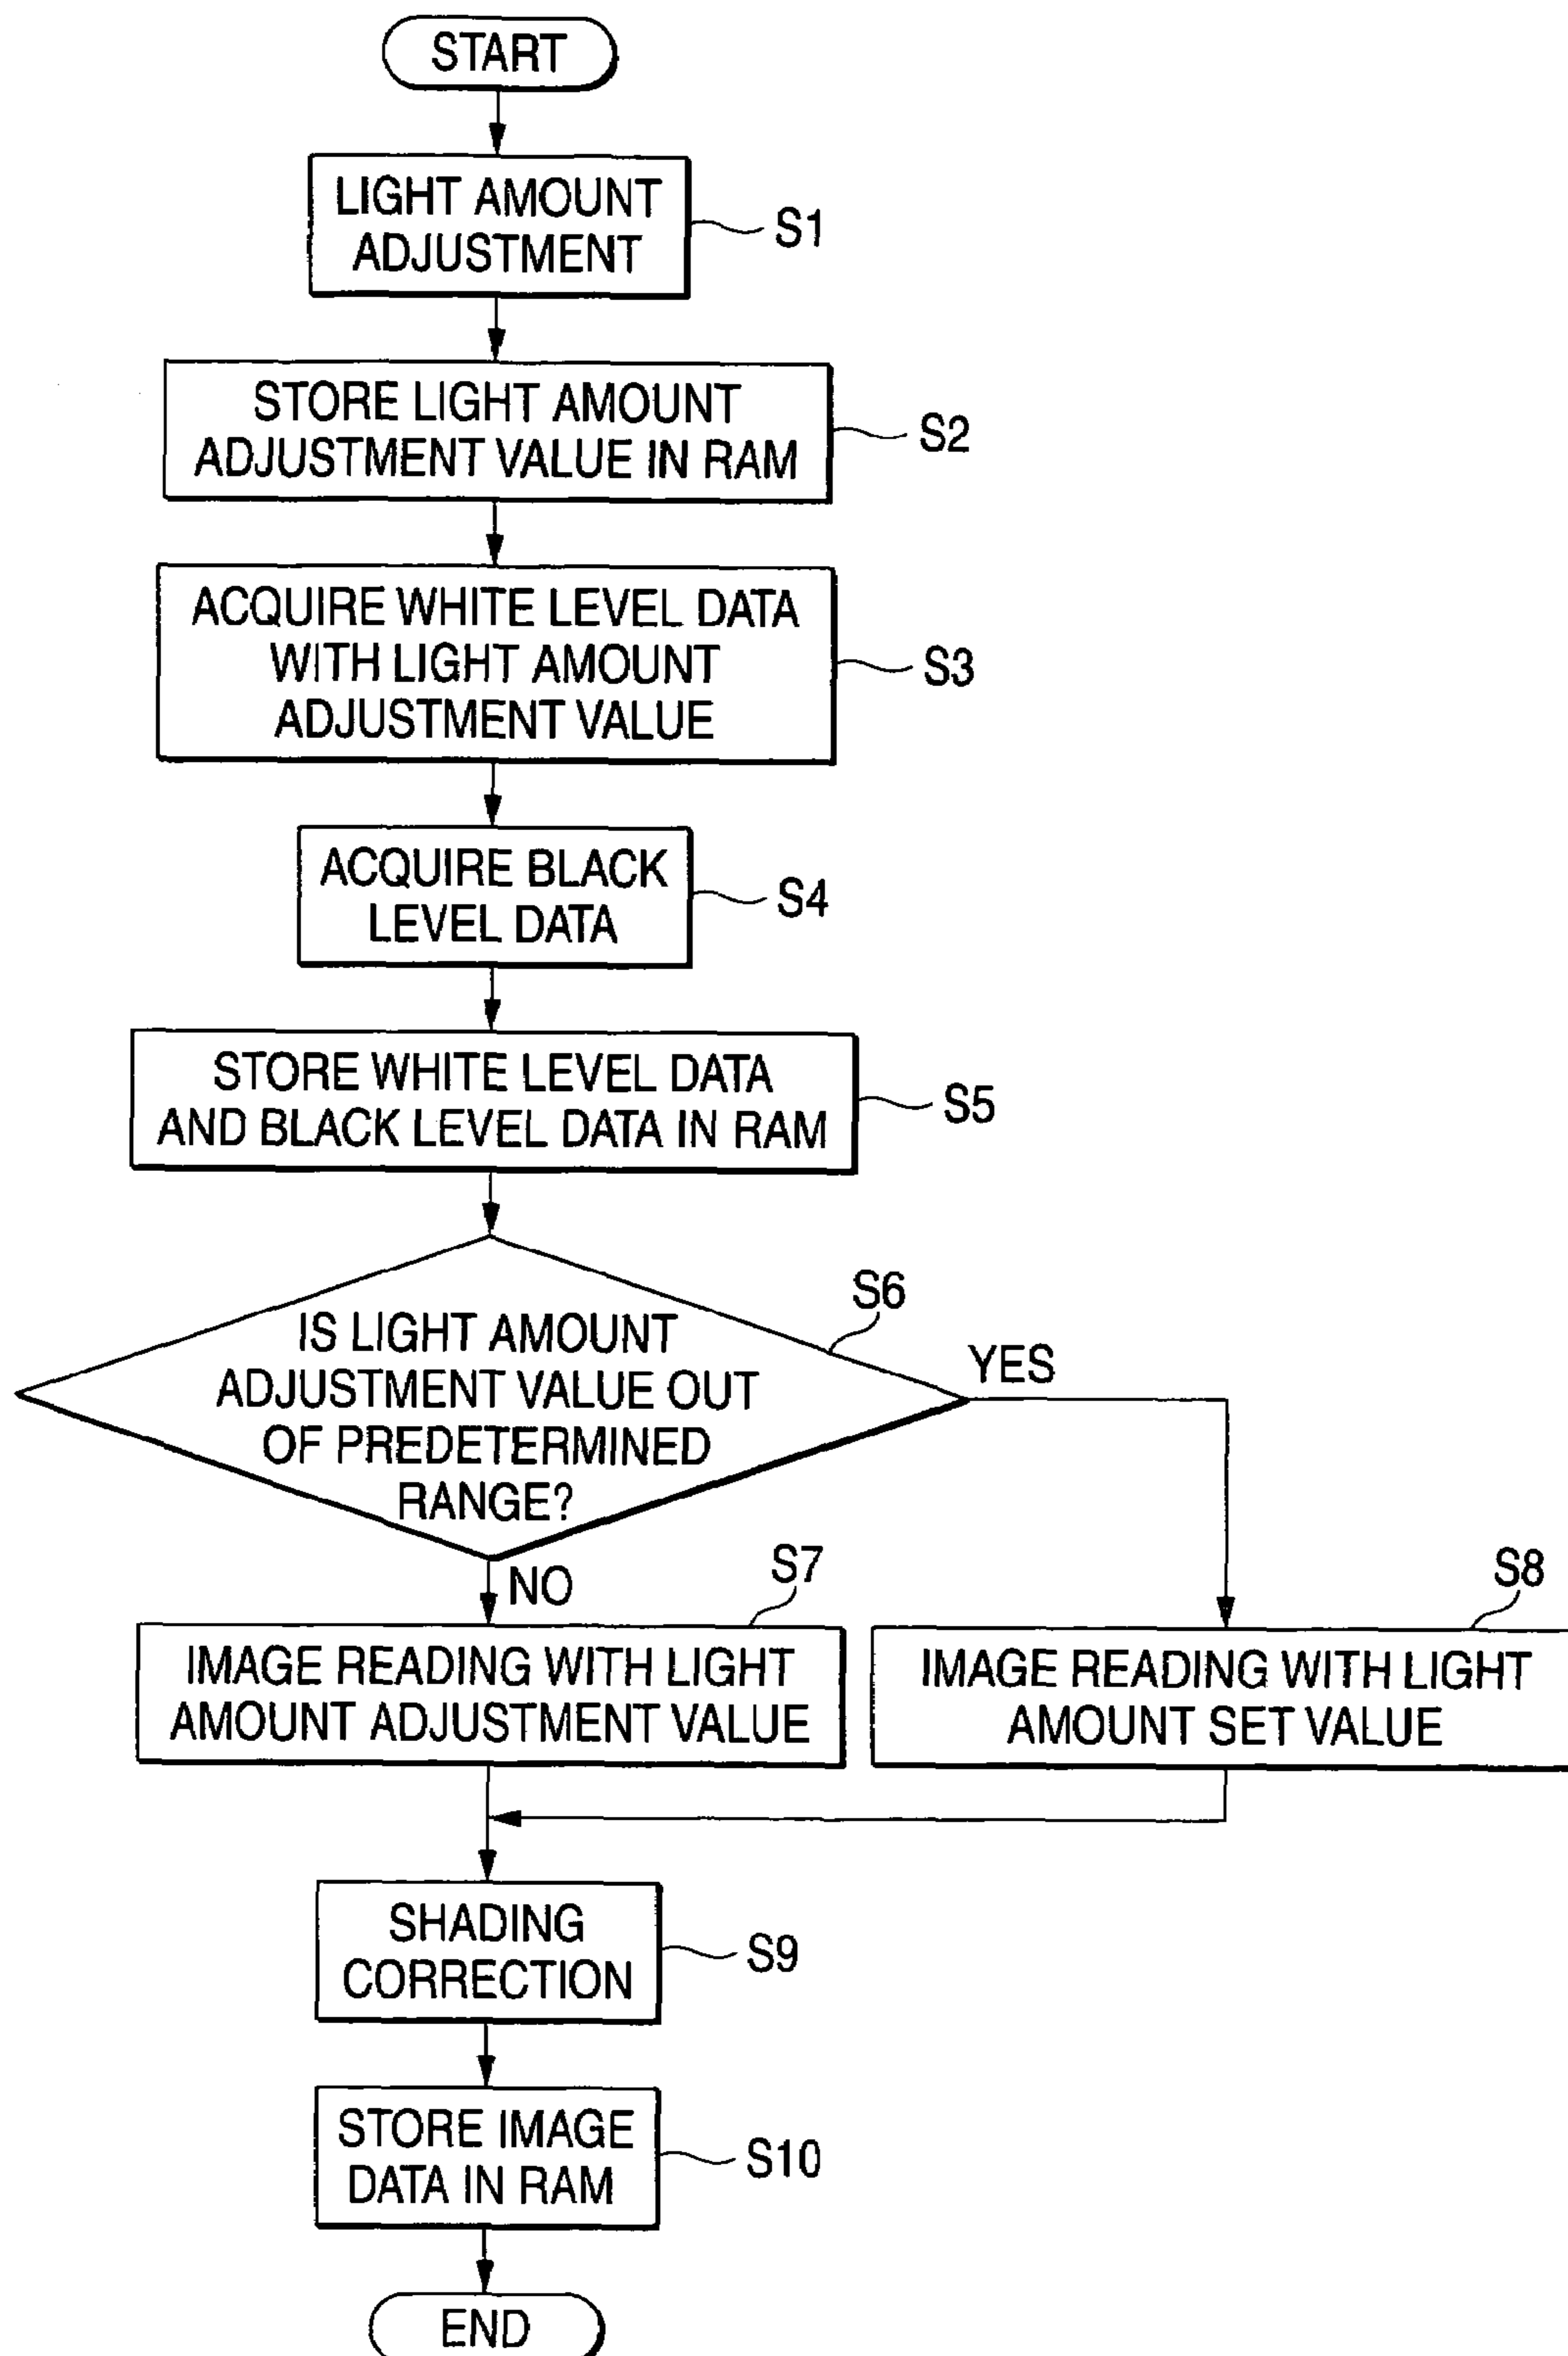 START
LIGHT AMOUNT
ADJUSTMENT
S1
STORE LIGHT AMOUNT
ADJUSTMENT VALUE IN RAM
S2
ACQUIRE WHITE LEVEL DATA
WITH LIGHT AMOUNT
ADJUSTMENT VALUE
S3
ACQUIRE BLACK
LEVEL DATA
S4
STORE WHITE LEVEL DATA
AND BLACK LEVEL DATA IN RAM
S5
S6
IS LIGHT AMOUNT
ADJUSTMENT VALUE OUT
OF PREDETERMINED
RANGE?
YES
NO
S7
IMAGE READING WITH LIGHT
AMOUNT ADJUSTMENT VALUE
S8
IMAGE READING WITH LIGHT
AMOUNT SET VALUE
SHADING
CORRECTION
S9
STORE IMAGE
DATA IN RAM
S10
END